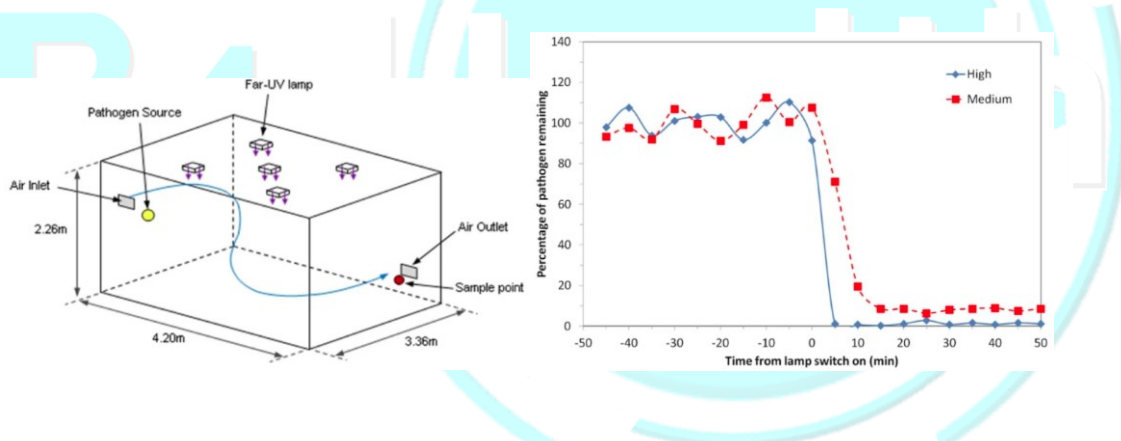 Far-UV lamp
Pathogen Source
Air Inlet
2.26m
Air Outlet
Sample point
4.20m
3.36m
Percentage of pathogen remaining
140
120
100
80
60
40
20
0
High
Medium
-50 -40 -30 -20 -10 0 10 20 30 40 50
Time from lamp switch on (min)